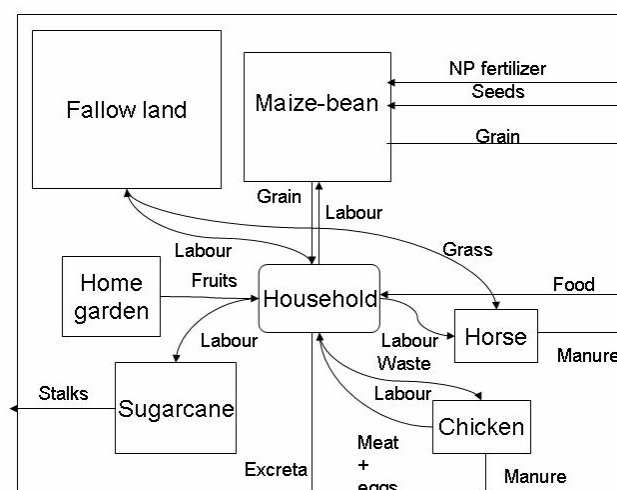 NP fertilizer
Seeds
Fallow land
Maize-bean
Grain
Grain
Labour
Labour
Grass
Home
garden
Fruits
Household
Food
Labour
Labour
Waste
Horse
Manure
Stalks
Sugarcane
Labour
Chicken
Meat
+
eggs
Excreta
Manure